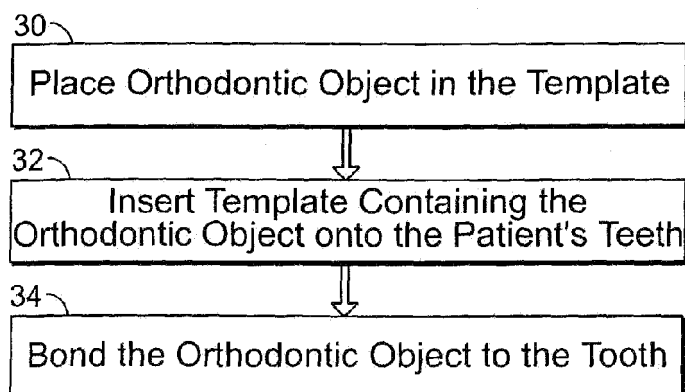 30
Place Orthodontic Object in the Template
32
Insert Template Containing the
Orthodontic Object onto the Patient's Teeth
34
Bond the Orthodontic Object to the Tooth